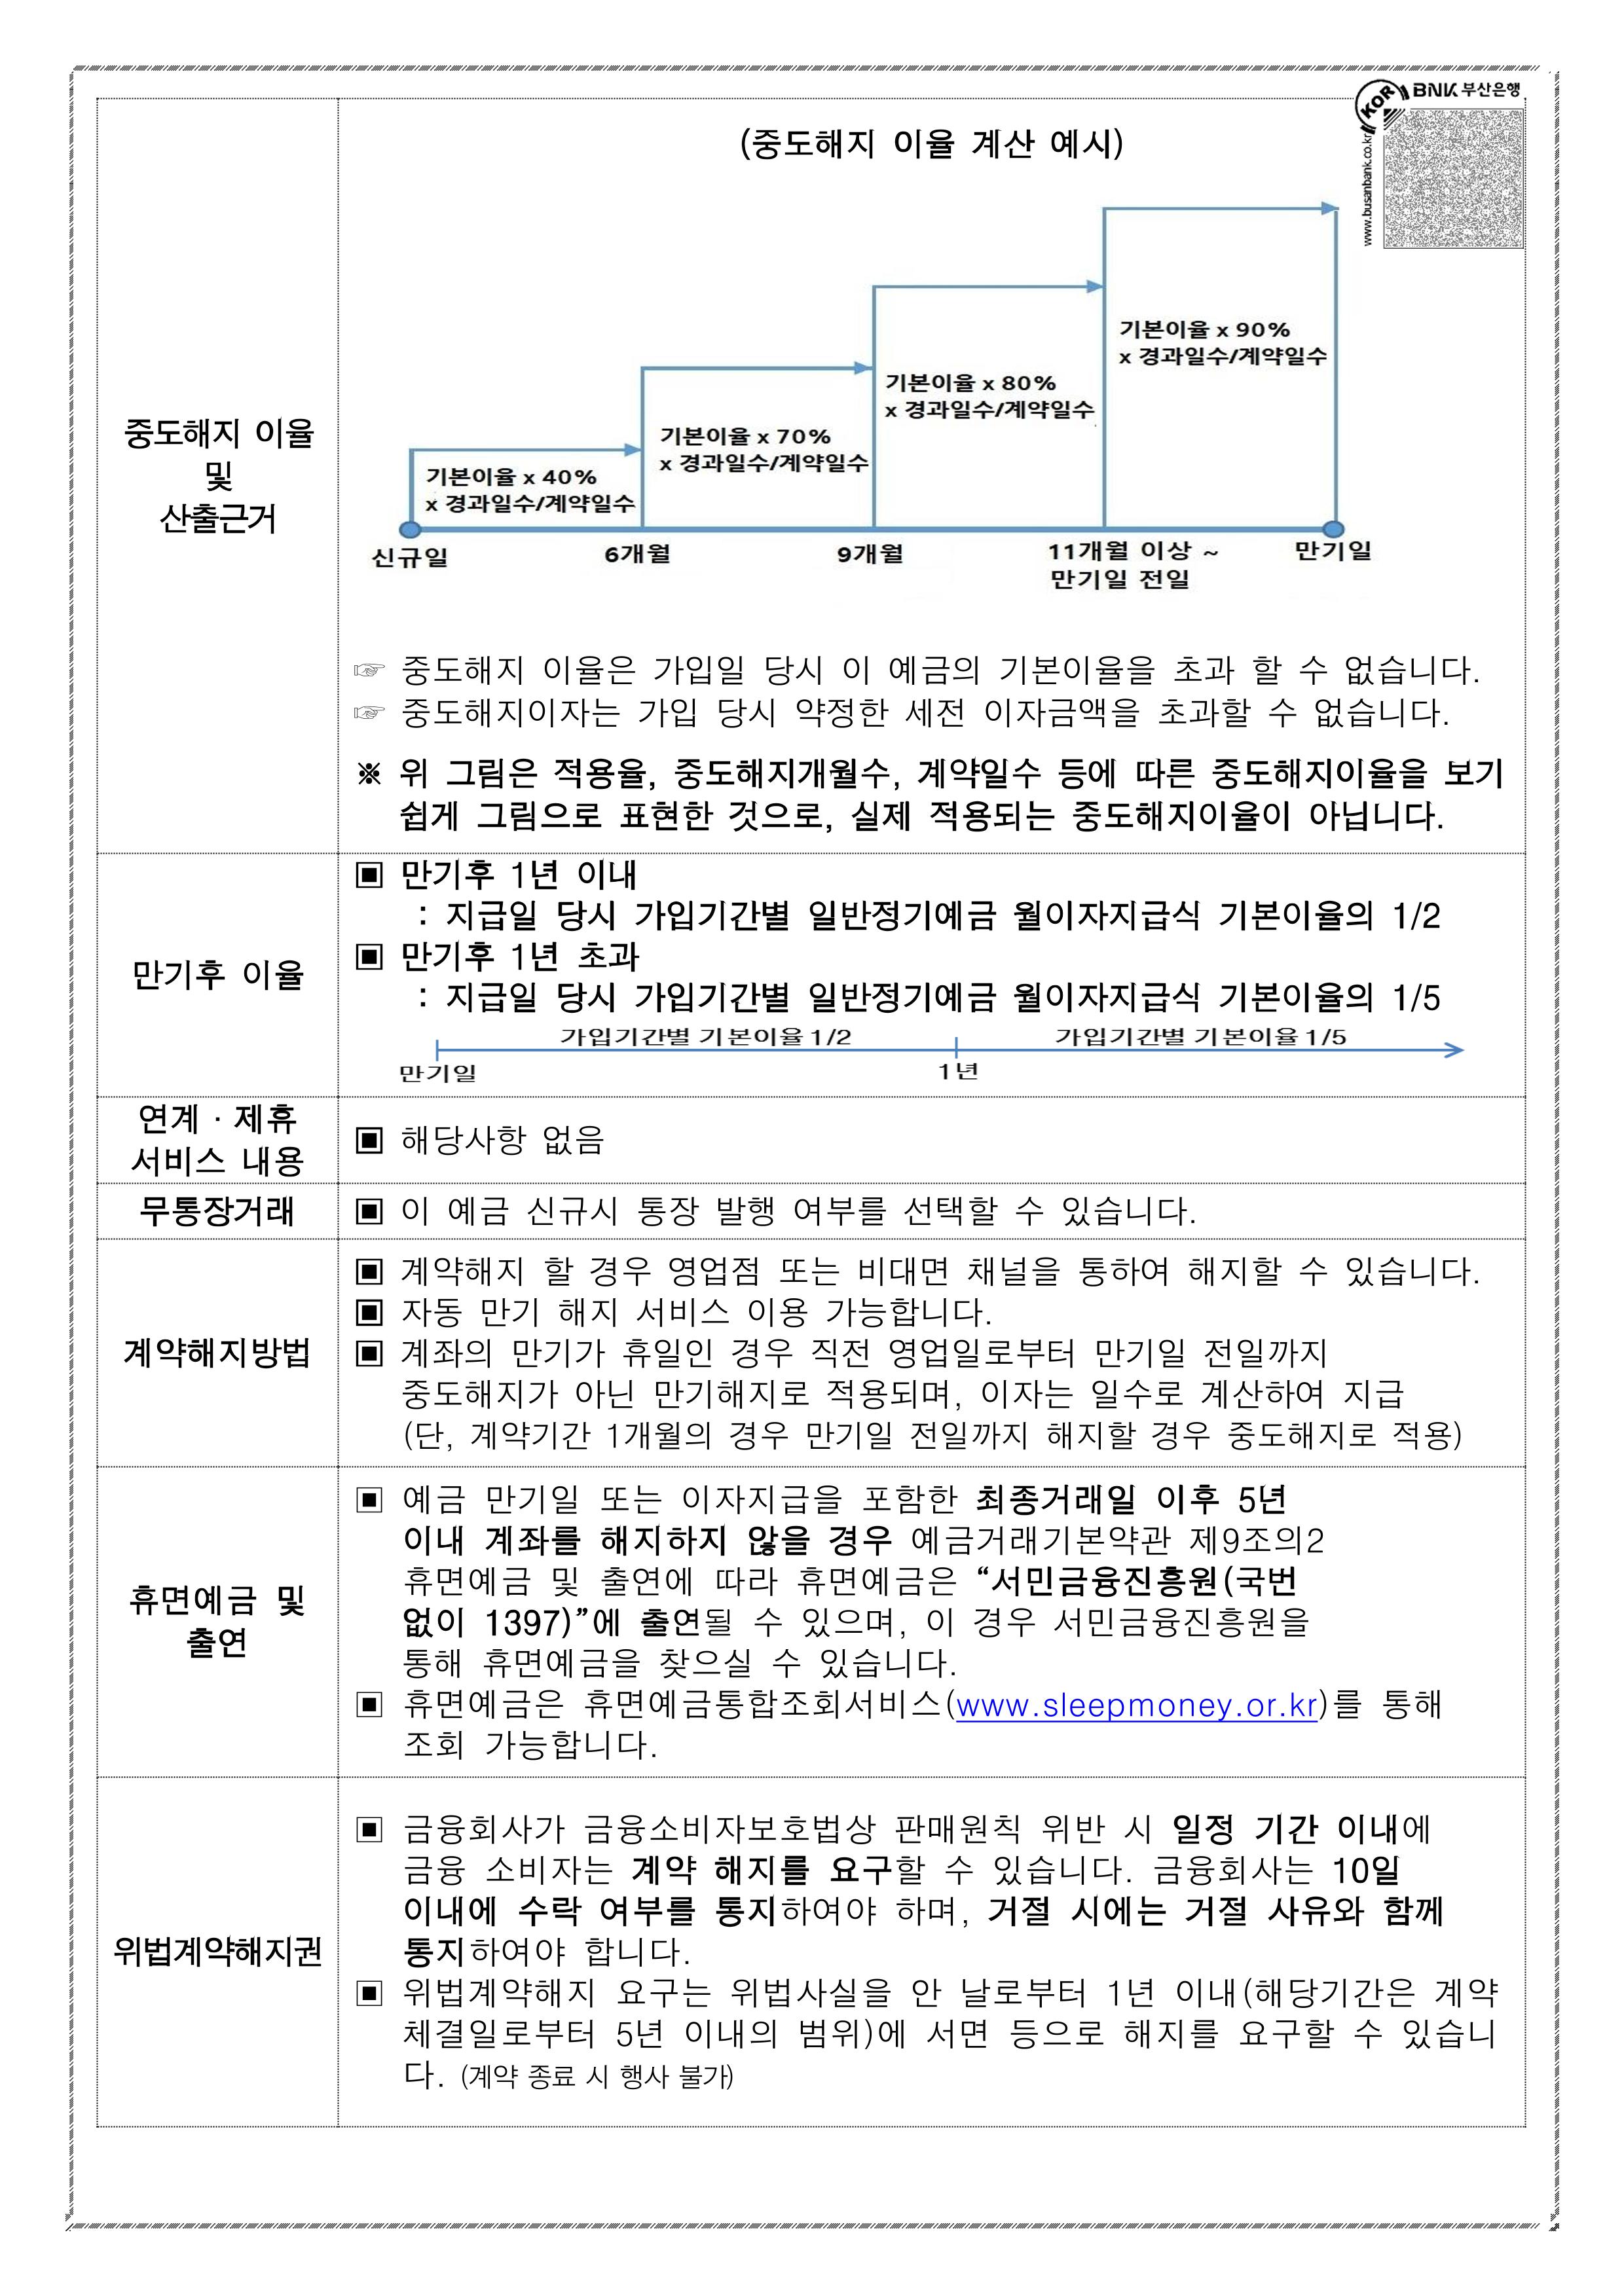 KOR BNK 부산은행
www.busanbank.co.kr
(중도해지 이율 계산 예시)
기본이율 x 90%
x 경과일수/계약일수
기본이율 x 80%
x 경과일수/계약일수
기본이율 x 70%
x 경과일수/계약일수
기본이율 x 40%
x 경과일수/계약일수
신규일 6개월 9개월 11개월 이상 ~ 만기일
만기일 전일
중도해지 이율
및
산출근거
☞ 중도해지 이율은 가입일 당시 이 예금의 기본이율을 초과 할 수 없습니다.
☞ 중도해지이자는 가입 당시 약정한 세전 이자금액을 초과할 수 없습니다.
※ 위 그림은 적용율, 중도해지개월수, 계약일수 등에 따른 중도해지이율을 보기
쉽게 그림으로 표현한 것으로, 실제 적용되는 중도해지이율이 아닙니다.
만기후 이율
▣ 만기후 1년 이내
: 지급일 당시 가입기간별 일반정기예금 월이자지급식 기본이율의 1/2
▣ 만기후 1년 초과
: 지급일 당시 가입기간별 일반정기예금 월이자지급식 기본이율의 1/5
가입기간별 기본이율 1/2 가입기간별 기본이율 1/5
만기일 1년
연계·제휴
서비스 내용
▣ 해당사항 없음
무통장거래
▣ 이 예금 신규시 통장 발행 여부를 선택할 수 있습니다.
계약해지방법
▣ 계약해지 할 경우 영업점 또는 비대면 채널을 통하여 해지할 수 있습니다.
▣ 자동 만기 해지 서비스 이용 가능합니다.
▣ 계좌의 만기가 휴일인 경우 직전 영업일로부터 만기일 전일까지
중도해지가 아닌 만기해지로 적용되며, 이자는 일수로 계산하여 지급
(단, 계약기간 1개월의 경우 만기일 전일까지 해지할 경우 중도해지로 적용)
휴면예금 및
출연
▣ 예금 만기일 또는 이자지급을 포함한 최종거래일 이후 5년
이내 계좌를 해지하지 않을 경우 예금거래기본약관 제9조의2
휴면예금 및 출연에 따라 휴면예금은 “서민금융진흥원(국번
없이 1397)”에 출연될 수 있으며, 이 경우 서민금융진흥원을
통해 휴면예금을 찾으실 수 있습니다.
▣ 휴면예금은 휴면예금통합조회서비스(www.sleepmoney.or.kr)를 통해
조회 가능합니다.
위법계약해지권
▣ 금융회사가 금융소비자보호법상 판매원칙 위반 시 일정 기간 이내에
금융 소비자는 계약 해지를 요구할 수 있습니다. 금융회사는 10일
이내에 수락 여부를 통지하여야 하며, 거절 시에는 거절 사유와 함께
통지하여야 합니다.
▣ 위법계약해지 요구는 위법사실을 안 날로부터 1년 이내(해당기간은 계약
체결일로부터 5년 이내의 범위)에 서면 등으로 해지를 요구할 수 있습니
다. (계약 종료 시 행사 불가)